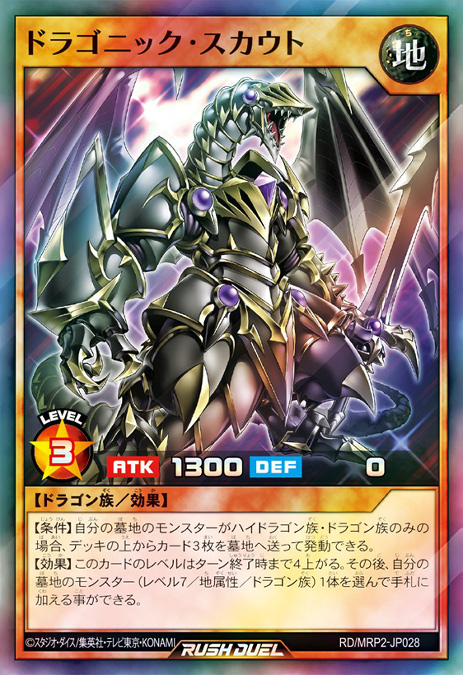 ドラゴニック・スカウト
地
LEVEL
3
ATK 1300 DEF 0
【ドラゴン族／効果】
【条件】自分の墓地のモンスターがハイドラゴン族・ドラゴン族のみの
場合、デッキの上からカード3枚を墓地へ送って発動できる。
【効果】このカードのレベルはターン終了時まで4上がる。その後、自分の
墓地のモンスター（レベル7／地属性／ドラゴン族）1体を選んで手札に
加える事ができる。
©スタジオ・ダイス/集英社・テレビ東京・KONAMI
RUSH DUEL
RD/MRP2-JP028